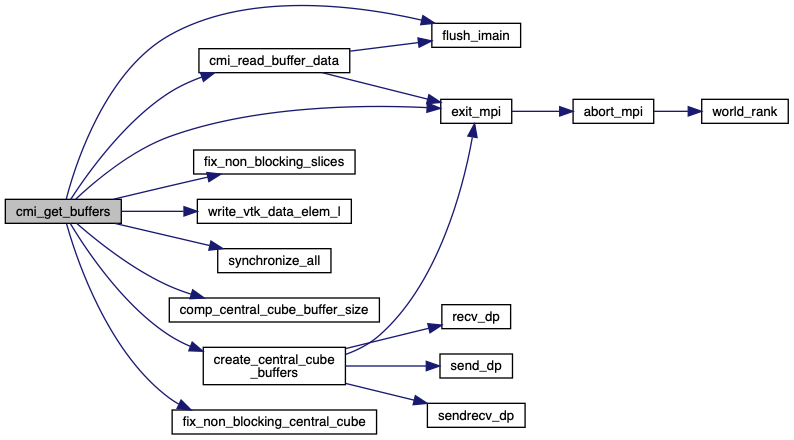 flush_imain
cmi_read_buffer_data
exit_mpi
abort_mpi
world_rank
fix_non_blocking_slices
cmi_get_buffers
write_vtk_data_elem_l
synchronize_all
comp_central_cube_buffer_size
recv_dp
create_central_cube
_buffers
send_dp
sendrecv_dp
fix_non_blocking_central_cube